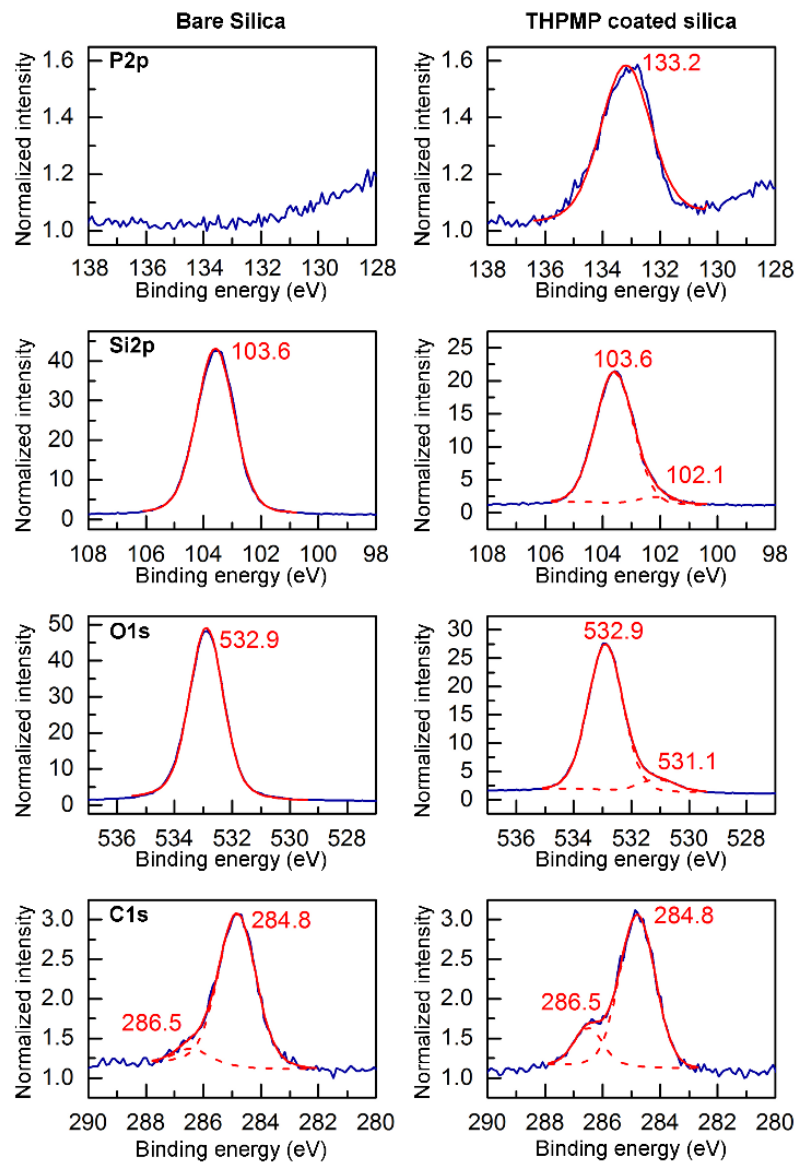 Bare Silica
THPMP coated silica
P2p
Normalized intensity
1.6
1.4
1.2
1.0
138 136 134 132 130 128
Binding energy (eV)
133.2
Normalized intensity
1.6
1.4
1.2
1.0
138 136 134 132 130 128
Binding energy (eV)
Si2p
103.6
Normalized intensity
40
30
20
10
0
108 106 104 102 100 98
Binding energy (eV)
103.6
102.1
Normalized intensity
25
20
15
10
5
0
108 106 104 102 100 98
Binding energy (eV)
O1s
532.9
Normalized intensity
50
40
30
20
10
0
536 534 532 530 528
Binding energy (eV)
532.9
531.1
Normalized intensity
30
25
20
15
10
5
0
536 534 532 530 528
Binding energy (eV)
C1s
284.8
286.5
Normalized intensity
3.0
2.5
2.0
1.5
1.0
290 288 286 284 282 280
Binding energy (eV)
284.8
286.5
Normalized intensity
3.0
2.5
2.0
1.5
1.0
290 288 286 284 282 280
Binding energy (eV)